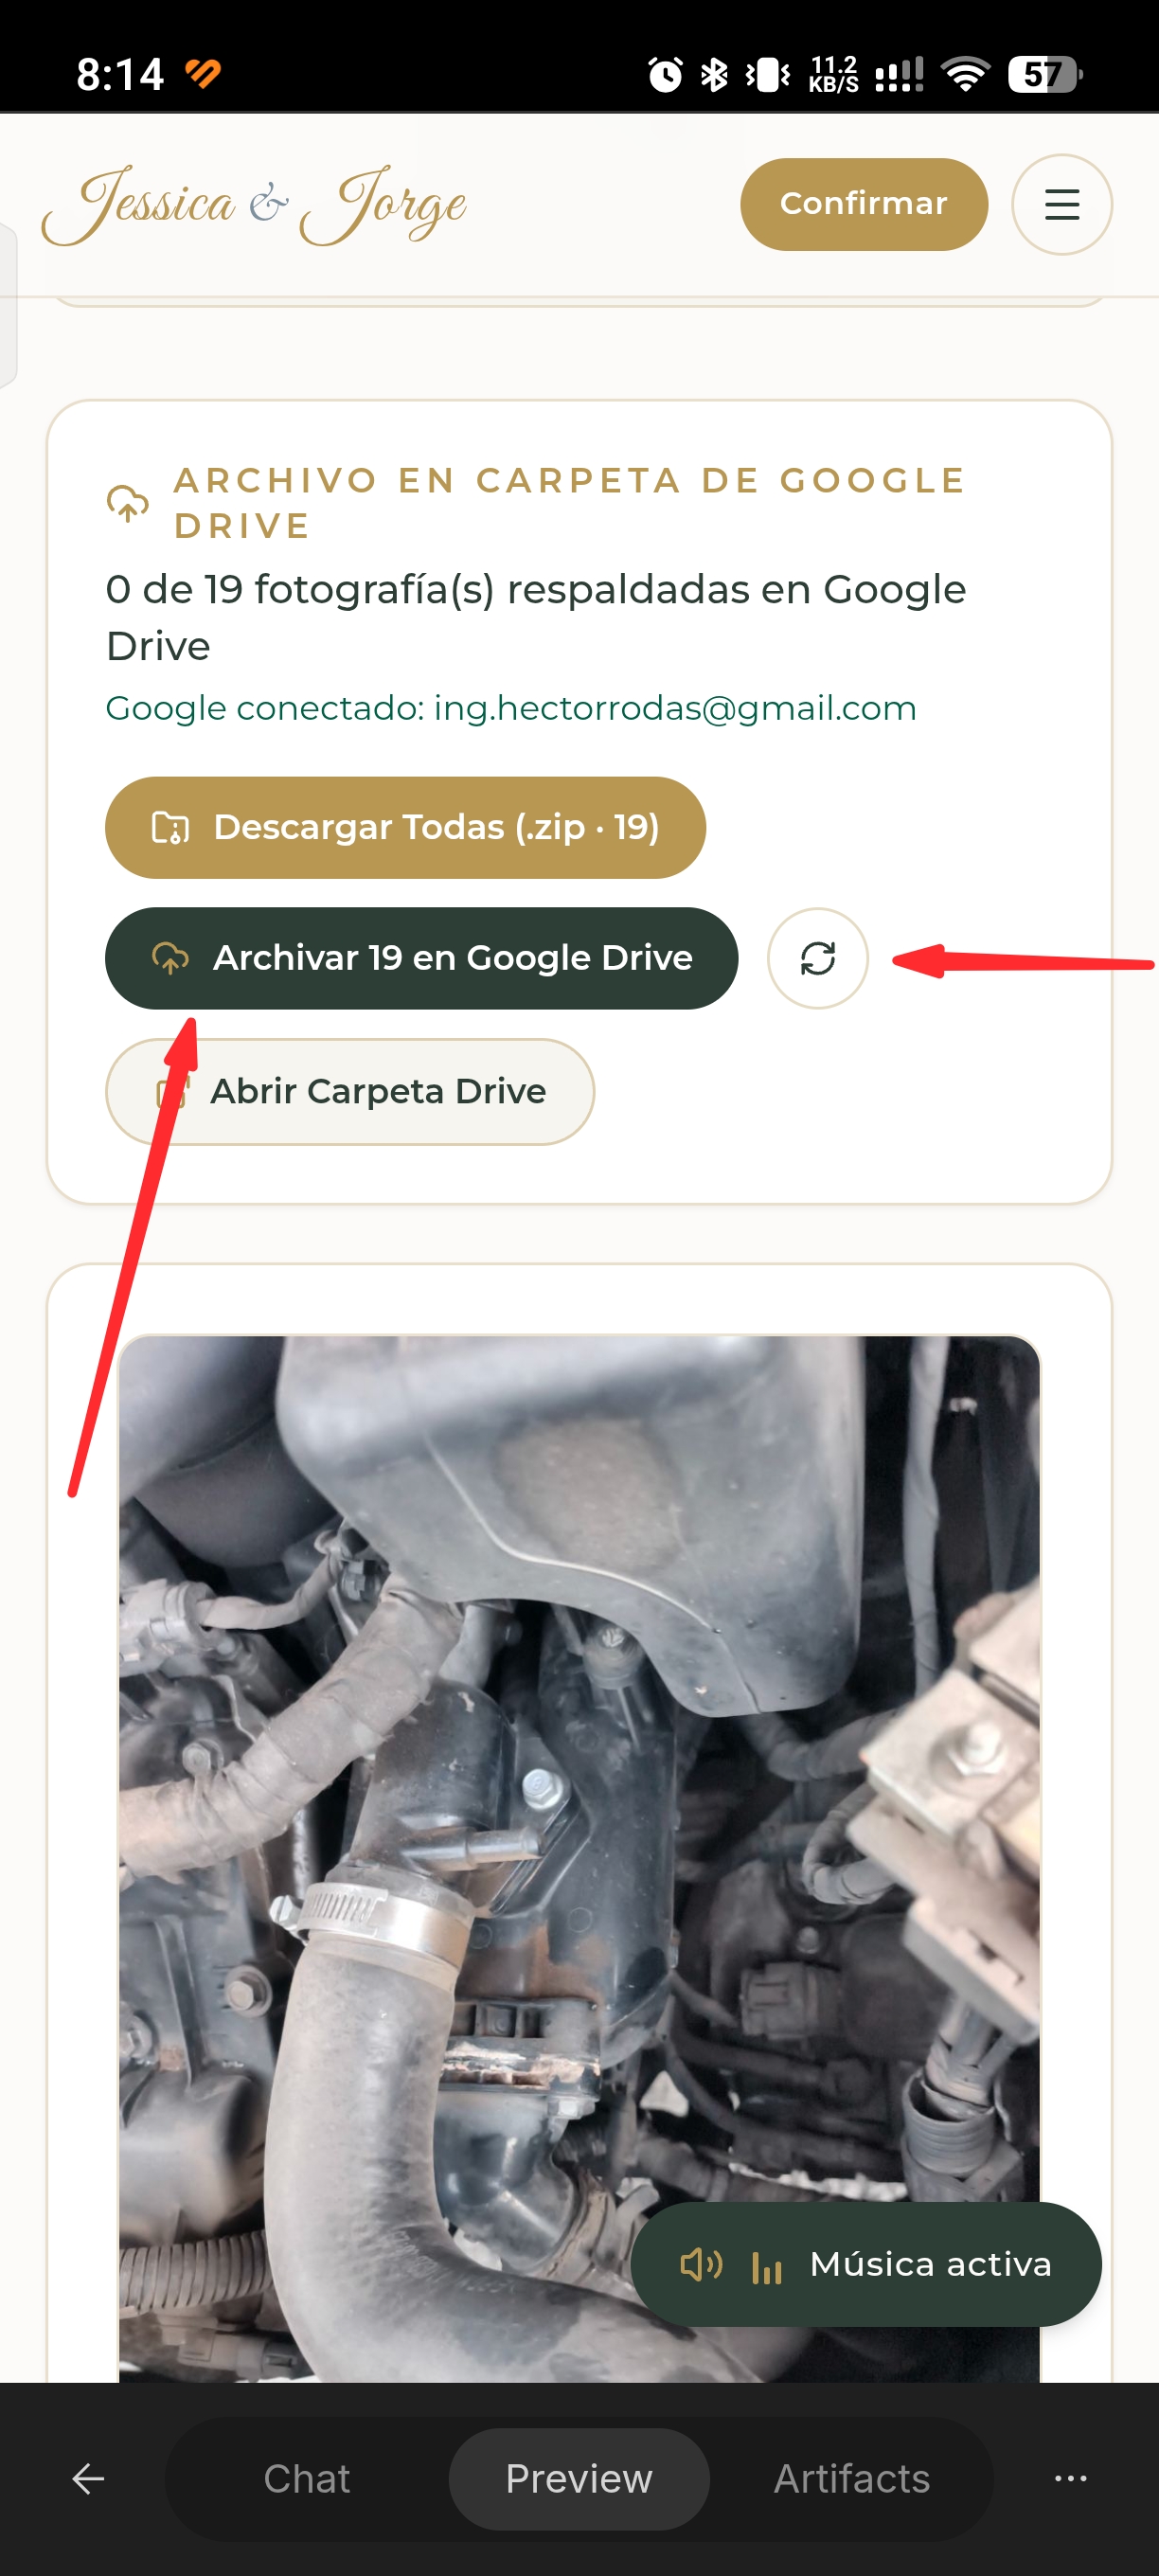 8:14
11.2
KB/S
57
Jessica & Jorge
Confirmar
ARCHIVO EN CARPETA DE GOOGLE
DRIVE
0 de 19 fotografía(s) respaldadas en Google
Drive
Google conectado: ing.hectorrodas@gmail.com
Descargar Todas (.zip · 19)
Archivar 19 en Google Drive
Abrir Carpeta Drive
Música activa
Chat
Preview
Artifacts